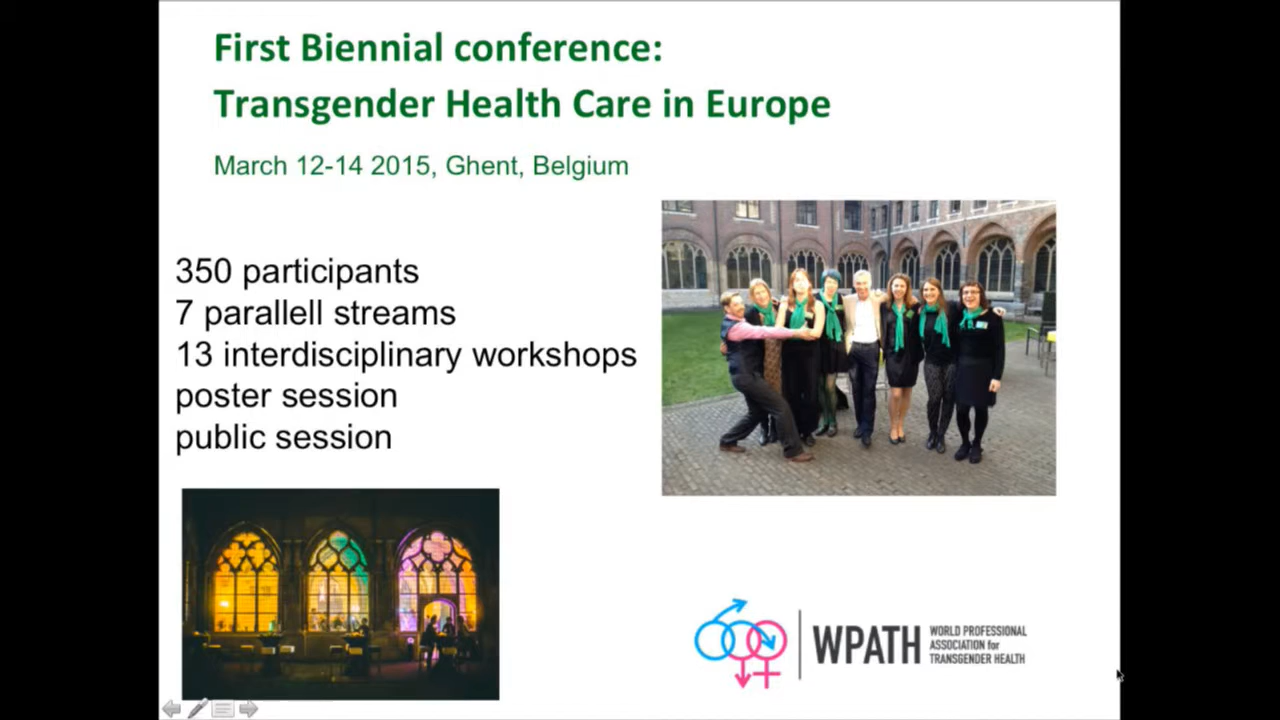 First Biennial conference:
Transgender Health Care in Europe
March 12-14 2015, Ghent, Belgium
350 participants
7 parallell streams
13 interdisciplinary workshops
poster session
public session
WPATH
WORLD PROFESSIONAL
ASSOCIATION for
TRANSGENDER HEALTH